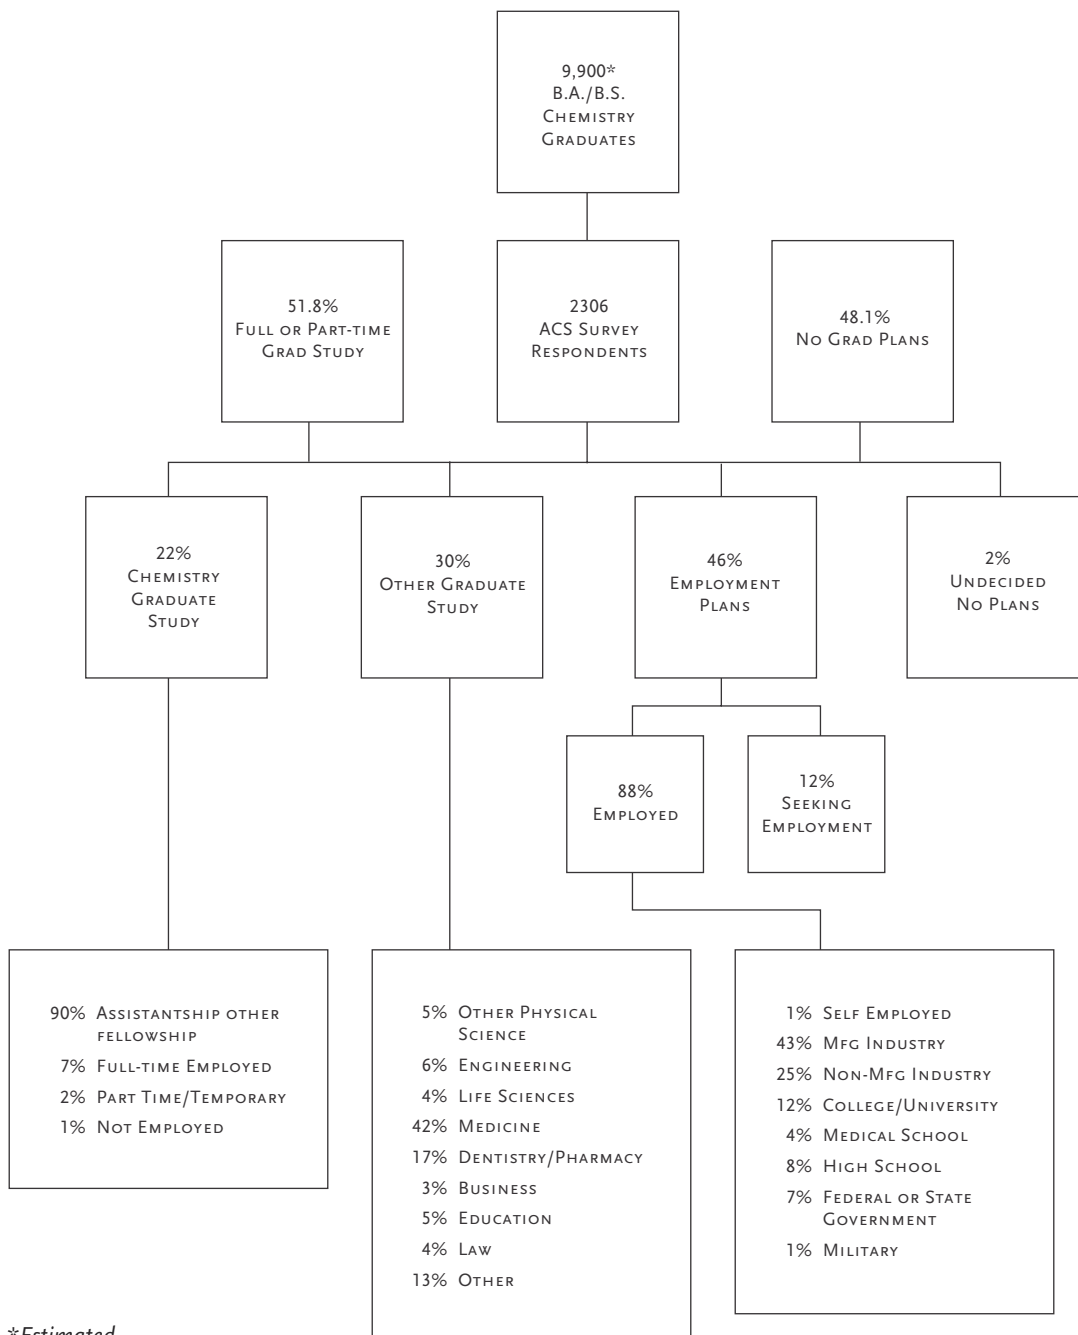 9,900*
B.A./B.S.
Chemistry
Graduates
51.8%
Full or Part-time
Grad Study
2306
ACS Survey
Respondents
48.1%
No Grad Plans
22%
Chemistry
Graduate
Study
30%
Other Graduate
Study
46%
Employment
Plans
2%
Undecided
No Plans
88%
Employed
12%
Seeking
Employment
90% Assistantship other
fellowship
7% Full-time Employed
2% Part Time/Temporary
1% Not Employed
5% Other Physical
Science
6% Engineering
4% Life Sciences
42% Medicine
17% Dentistry/Pharmacy
3% Business
5% Education
4% Law
13% Other
1% Self Employed
43% Mfg Industry
25% Non-Mfg Industry
12% College/University
4% Medical School
8% High School
7% Federal or State
Government
1% Military
*Estimated